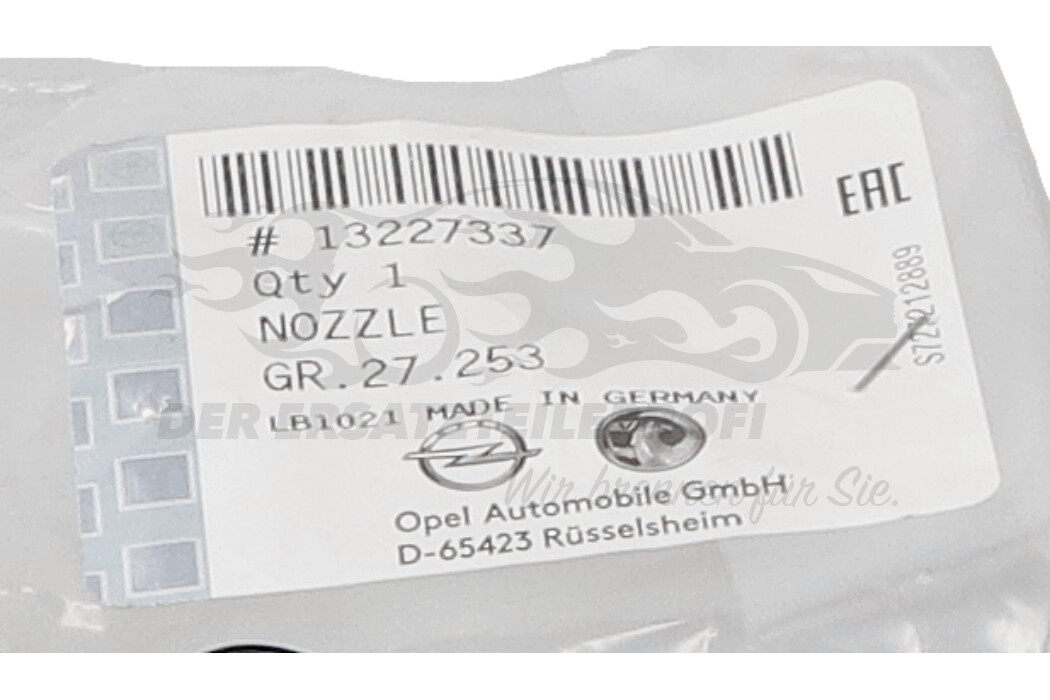 # 13227337
Qty 1
NOZZLE
GR.27.253
LB1021 MADE IN GERMANY
Opel Automobile GmbH
D-65423 Rüsselsheim
EAC
DER ERSATZTEILEPROFI
Wir brennen für Sie.